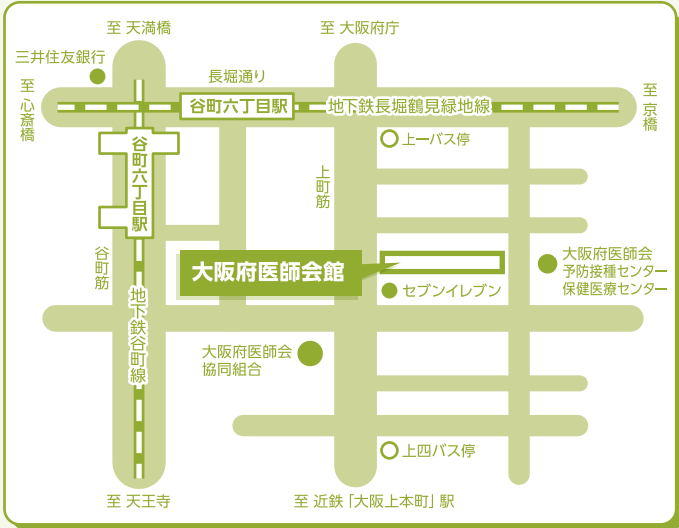 至 天満橋
至 大阪府庁
三井住友銀行
長堀通り
至 心斎橋
谷町六丁目駅
地下鉄長堀鶴見緑地線
至 京橋
上一バス停
谷町六丁目駅
上町筋
谷町筋
大阪府医師会館
大阪府医師会
予防接種センター
保健医療センター
セブンイレブン
地下鉄谷町線
大阪府医師会
協同組合
上四バス停
至 天王寺
至 近鉄「大阪上本町」駅